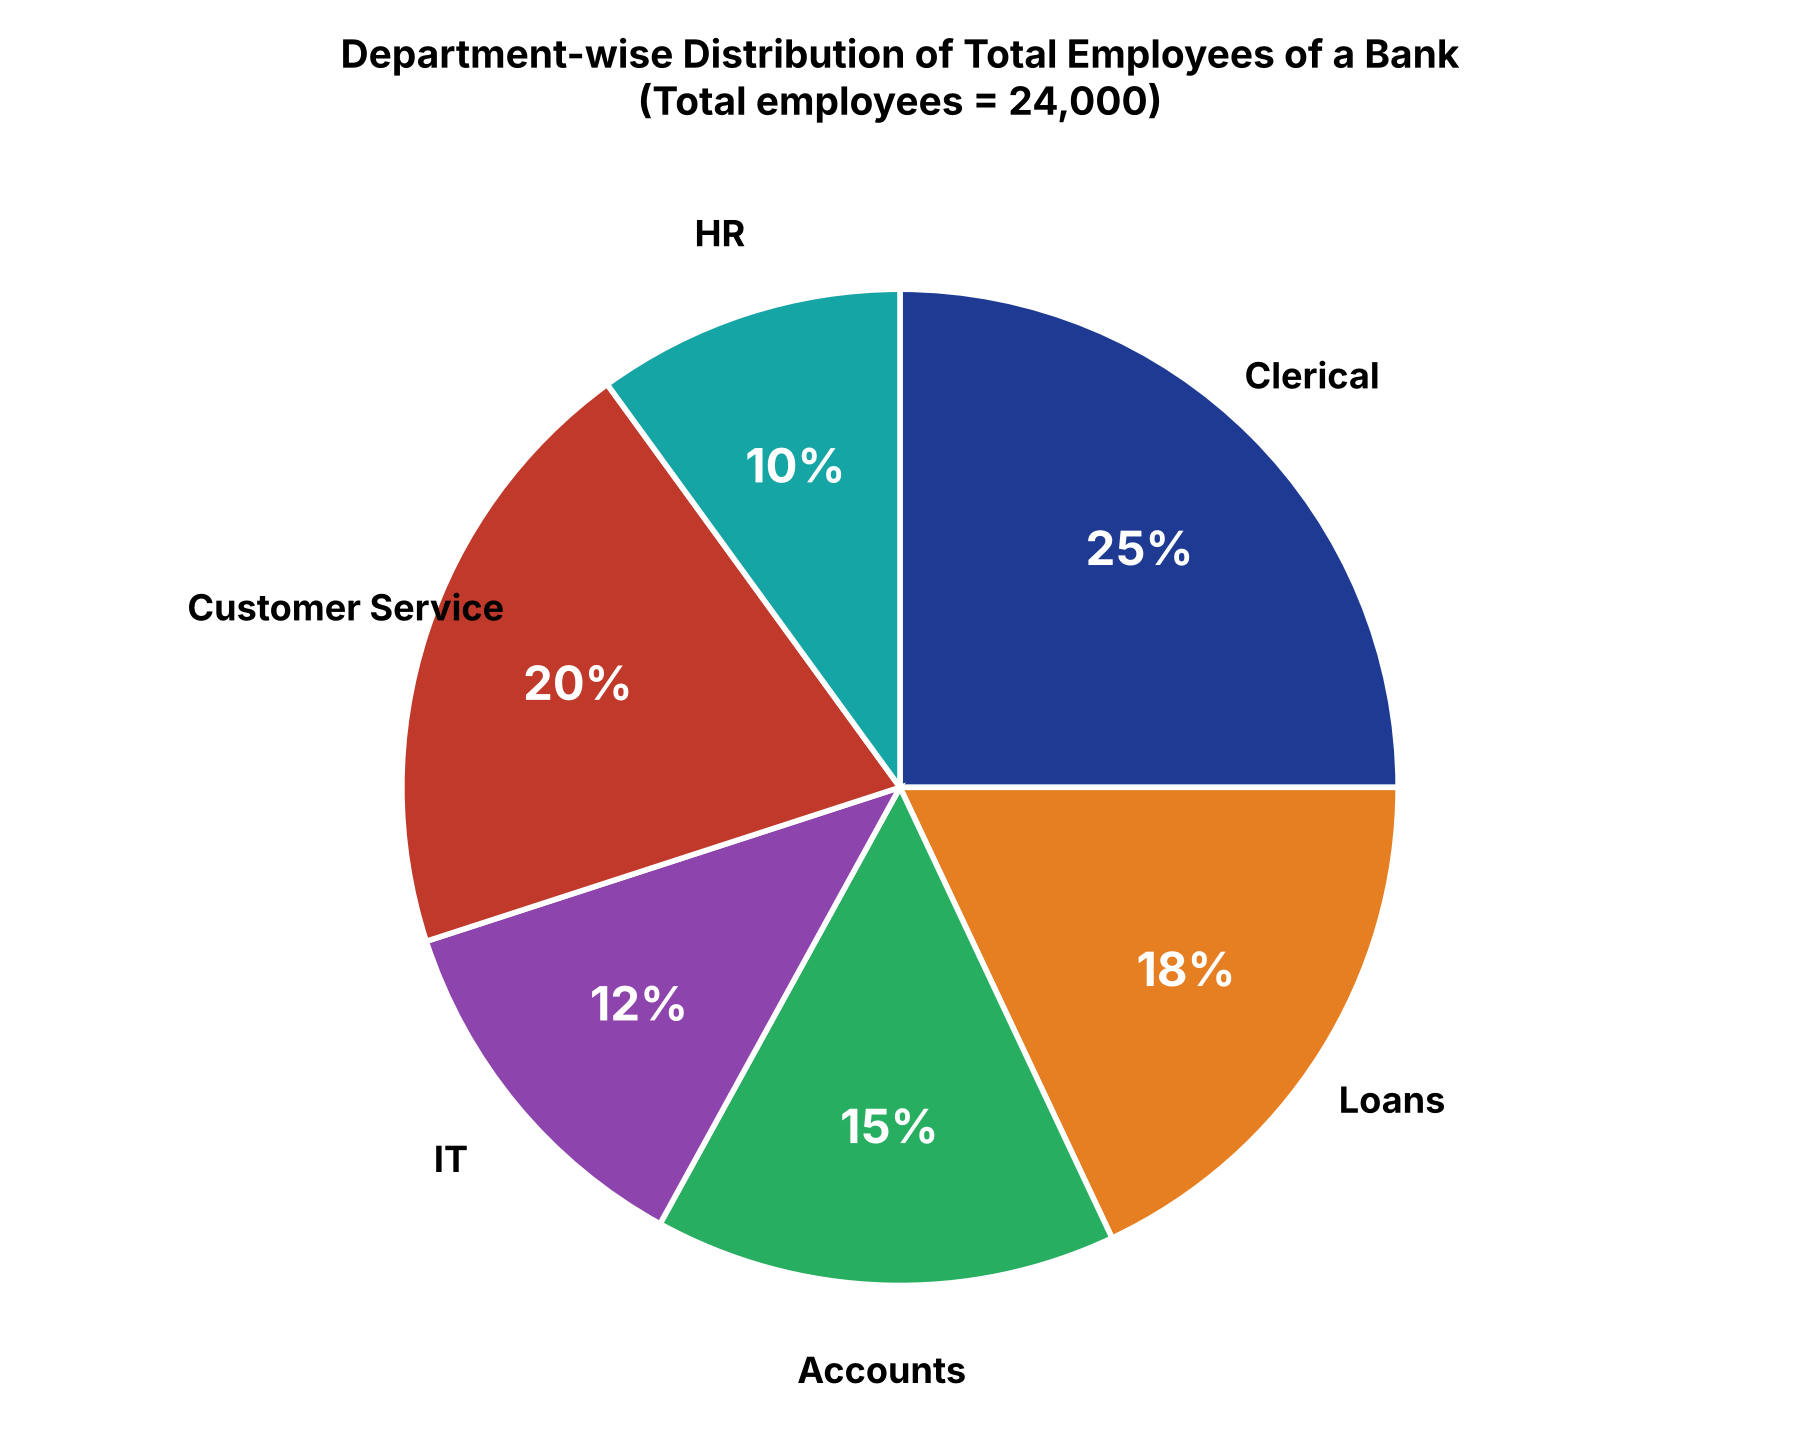 Department-wise Distribution of Total Employees of a Bank
(Total employees = 24,000)
HR
Clerical
10%
25%
Customer Service
20%
18%
12%
Loans
15%
IT
Accounts